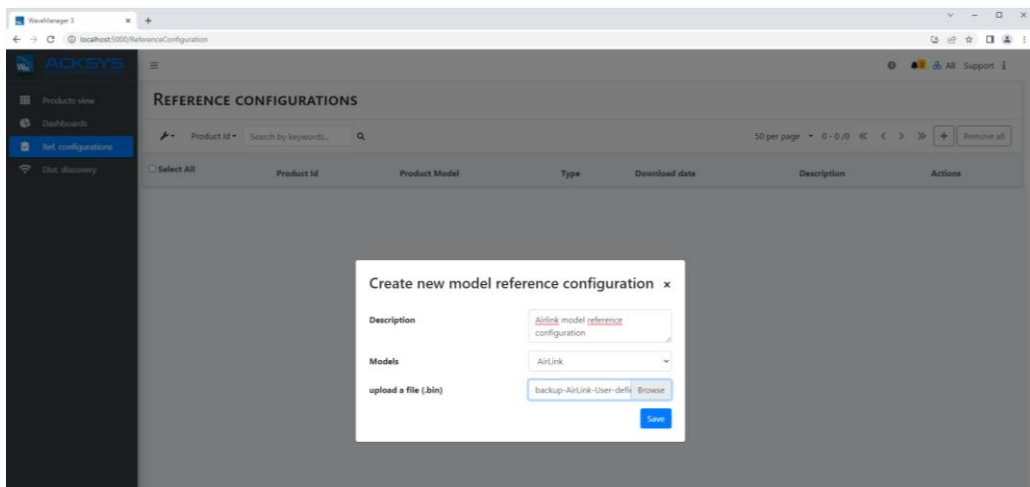 WaveManager 3
localhost:5000/ReferenceConfiguration
ACKSYS
All Support
Products view
Dashboards
Ref. configurations
Dist. discovery
REFERENCE CONFIGURATIONS
Product Id Search by keywords... 50 per page 0 - 0 /0 Remove all
Select All Product Id Product Model Type Download date Description Actions
Create new model reference configuration ×
Description
Airlink model reference
configuration
Models AirLink
upload a file (.bin) backup-AirLink-User-defi Browse
Save